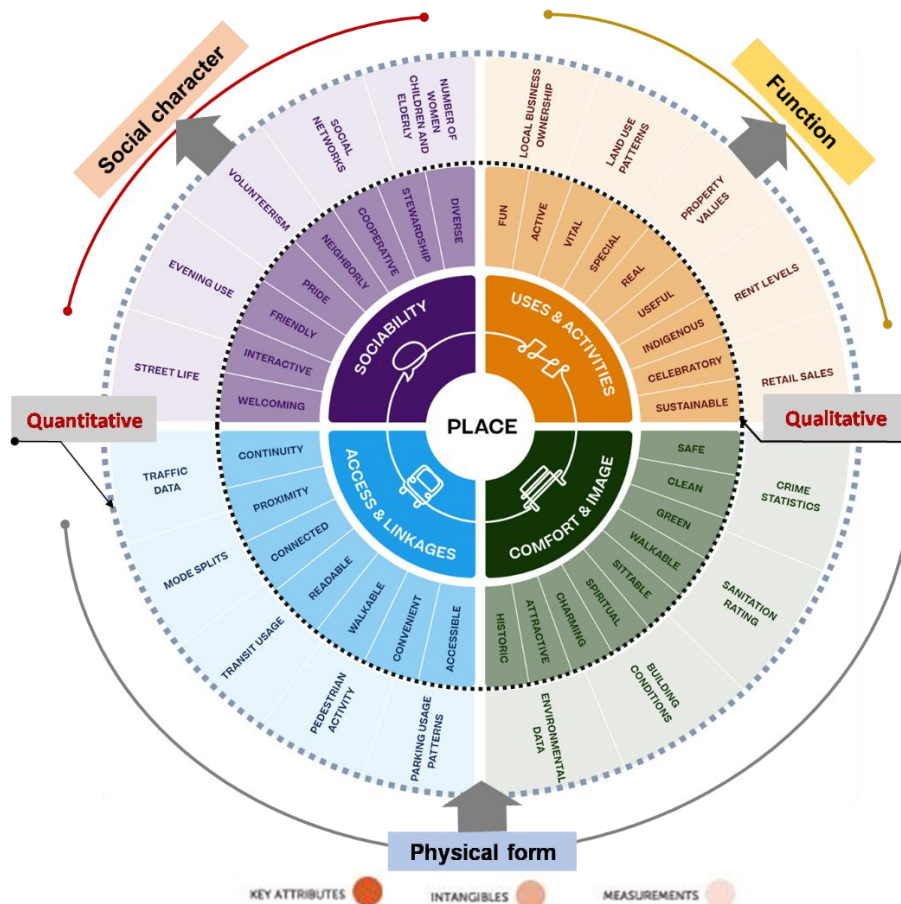 Social character
Function
NUMBER OF
WOMEN
CHILDREN AND
ELDERLY
SOCIAL
NETWORKS
VOLUNTEERISM
EVENING USE
STREET LIFE
LOCAL BUSINESS
OWNERSHIP
LAND USE
PATTERNS
PROPERTY
VALUES
RENT LEVELS
RETAIL SALES
DIVERSE
STEWARDSHIP
COOPERATIVE
NEIGHBORLY
PRIDE
FRIENDLY
INTERACTIVE
WELCOMING
FUN
ACTIVE
VITAL
SPECIAL
REAL
USEFUL
INDIGENOUS
CELEBRATORY
SUSTAINABLE
SOCIABILITY
USES & ACTIVITIES
Quantitative
PLACE
Qualitative
ACCESS & LINKAGES
COMFORT & IMAGE
CONTINUITY
PROXIMITY
CONNECTED
READABLE
WALKABLE
CONVENIENT
ACCESSIBLE
SAFE
CLEAN
GREEN
WALKABLE
SITTABLE
SPIRITUAL
CHARMING
ATTRACTIVE
HISTORIC
TRAFFIC
DATA
MODE SPLITS
TRANSIT USAGE
PEDESTRIAN
ACTIVITY
PARKING USAGE
PATTERNS
CRIME
STATISTICS
SANITATION
RATING
BUILDING
CONDITIONS
ENVIRONMENTAL
DATA
Physical form
KEY ATTRIBUTES
INTANGIBLES
MEASUREMENTS